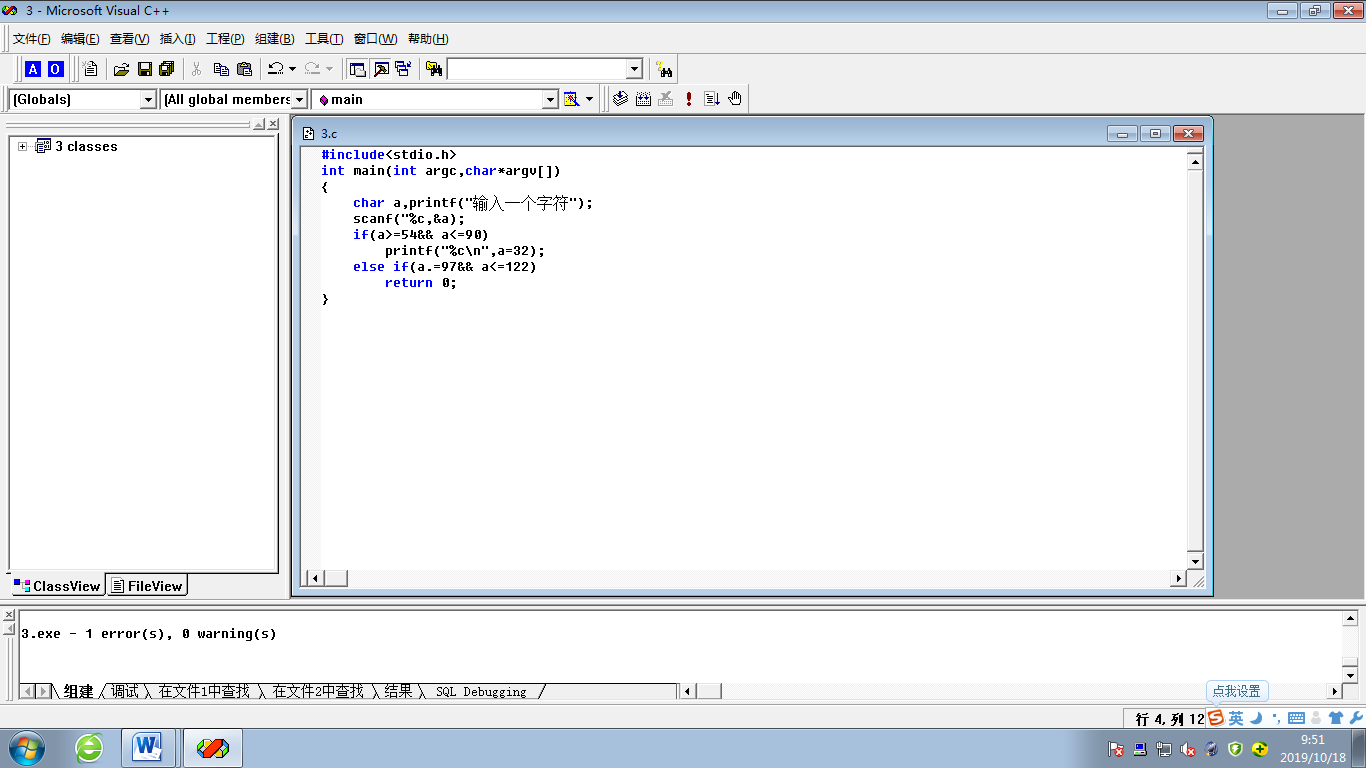 3 - Microsoft Visual C++
文件(F) 编辑(E) 查看(V) 插入(I) 工程(P) 组建(B) 工具(T) 窗口(W) 帮助(H)
A O
(Globals) (All global members main
3 classes
3.c
#include<stdio.h>
int main(int argc,char*argv[])
{
char a,printf("输入一个字符");
scanf("%c,&a);
if(a>=54&& a<=90)
printf("%c\n",a=32);
else if(a.=97&& a<=122)
return 0;
}
ClassView FileView
3.exe - 1 error(s), 0 warning(s)
组建 调试 在文件1中查找 在文件2中查找 结果 SQL Debugging
点我设置
行 4, 列 12 英
9:51
2019/10/18